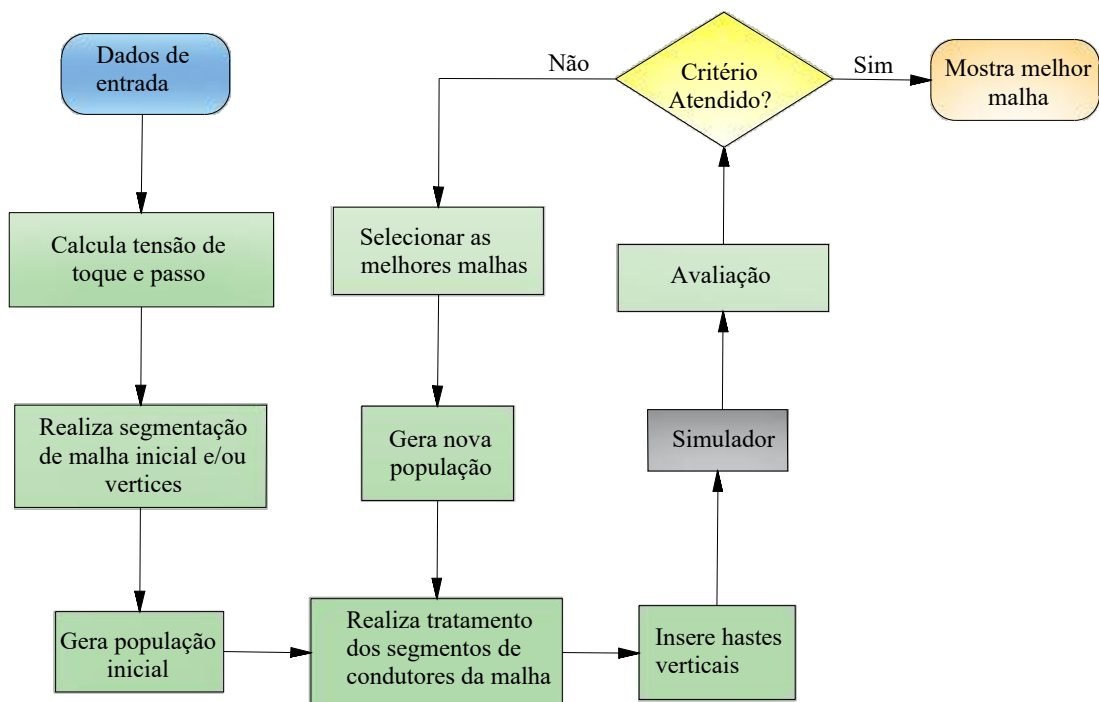 Dados de
entrada
Calcula tensão de
toque e passo
Realiza segmentação
de malha inicial e/ou
vertices
Gera população
inicial
Realiza tratamento
dos segmentos de
condutores da malha
Insere hastes
verticais
Simulador
Avaliação
Critério
Atendido?
Não
Sim
Mostra melhor
malha
Selecionar as
melhores malhas
Gera nova
população